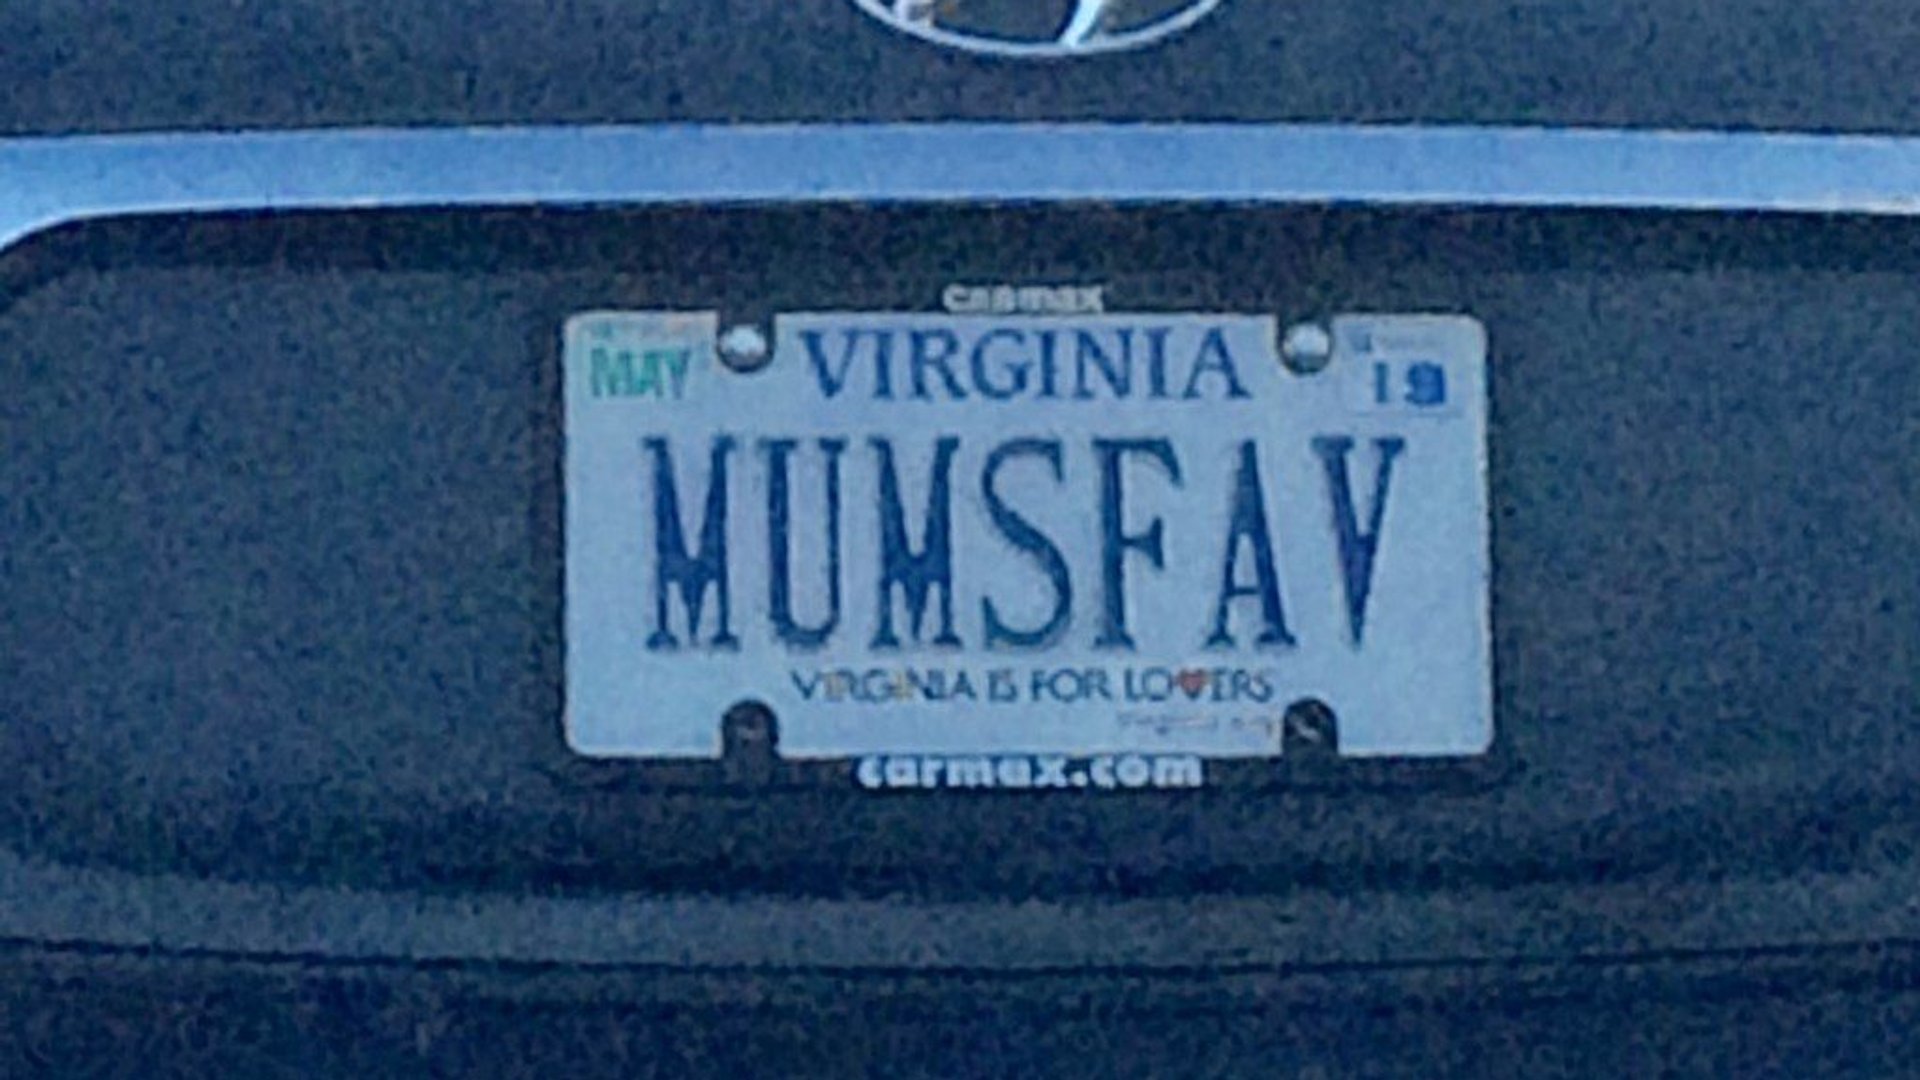 carmax
MAY VIRGINIA 19
MUMSFAV
VIRGINIA IS FOR LOVERS
carmax.com